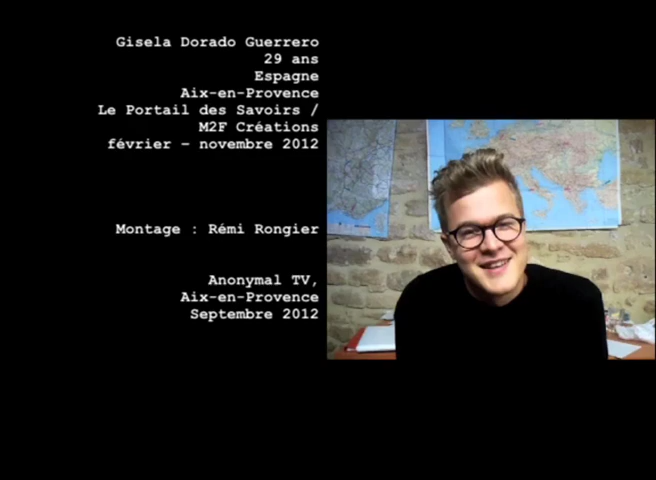 Gisela Dorado Guerrero
29 ans
Espagne
Aix-en-Provence
Le Portail des Savoirs /
M2F Créations
février – novembre 2012
Montage : Rémi Rongier
Anonymal TV,
Aix-en-Provence
Septembre 2012